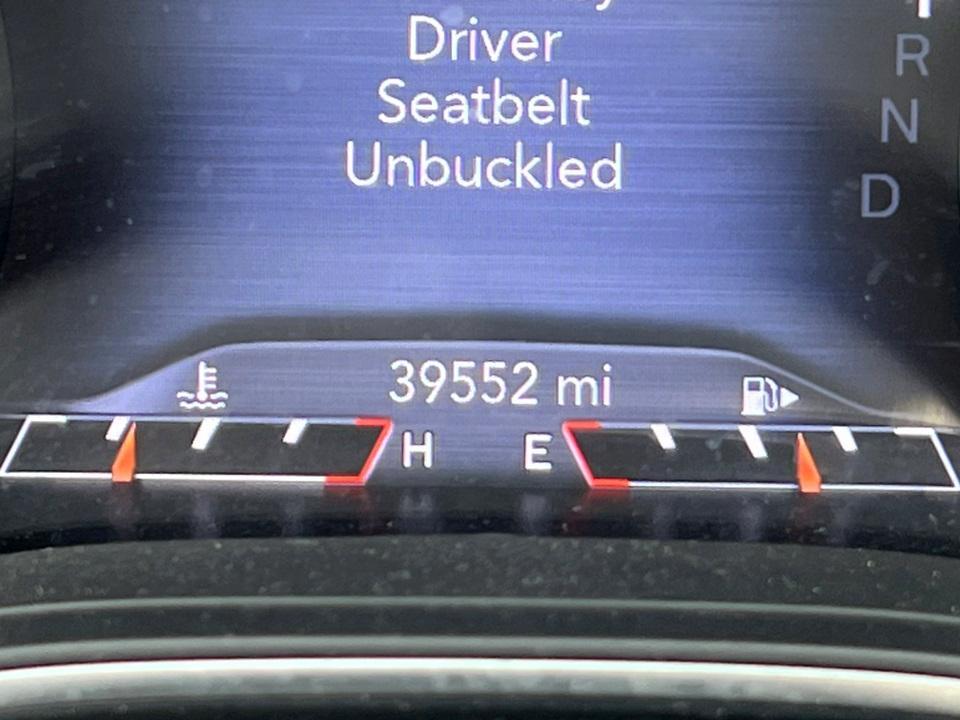 Driver
Seatbelt
Unbuckled
R
N
D
39552 mi
H
E